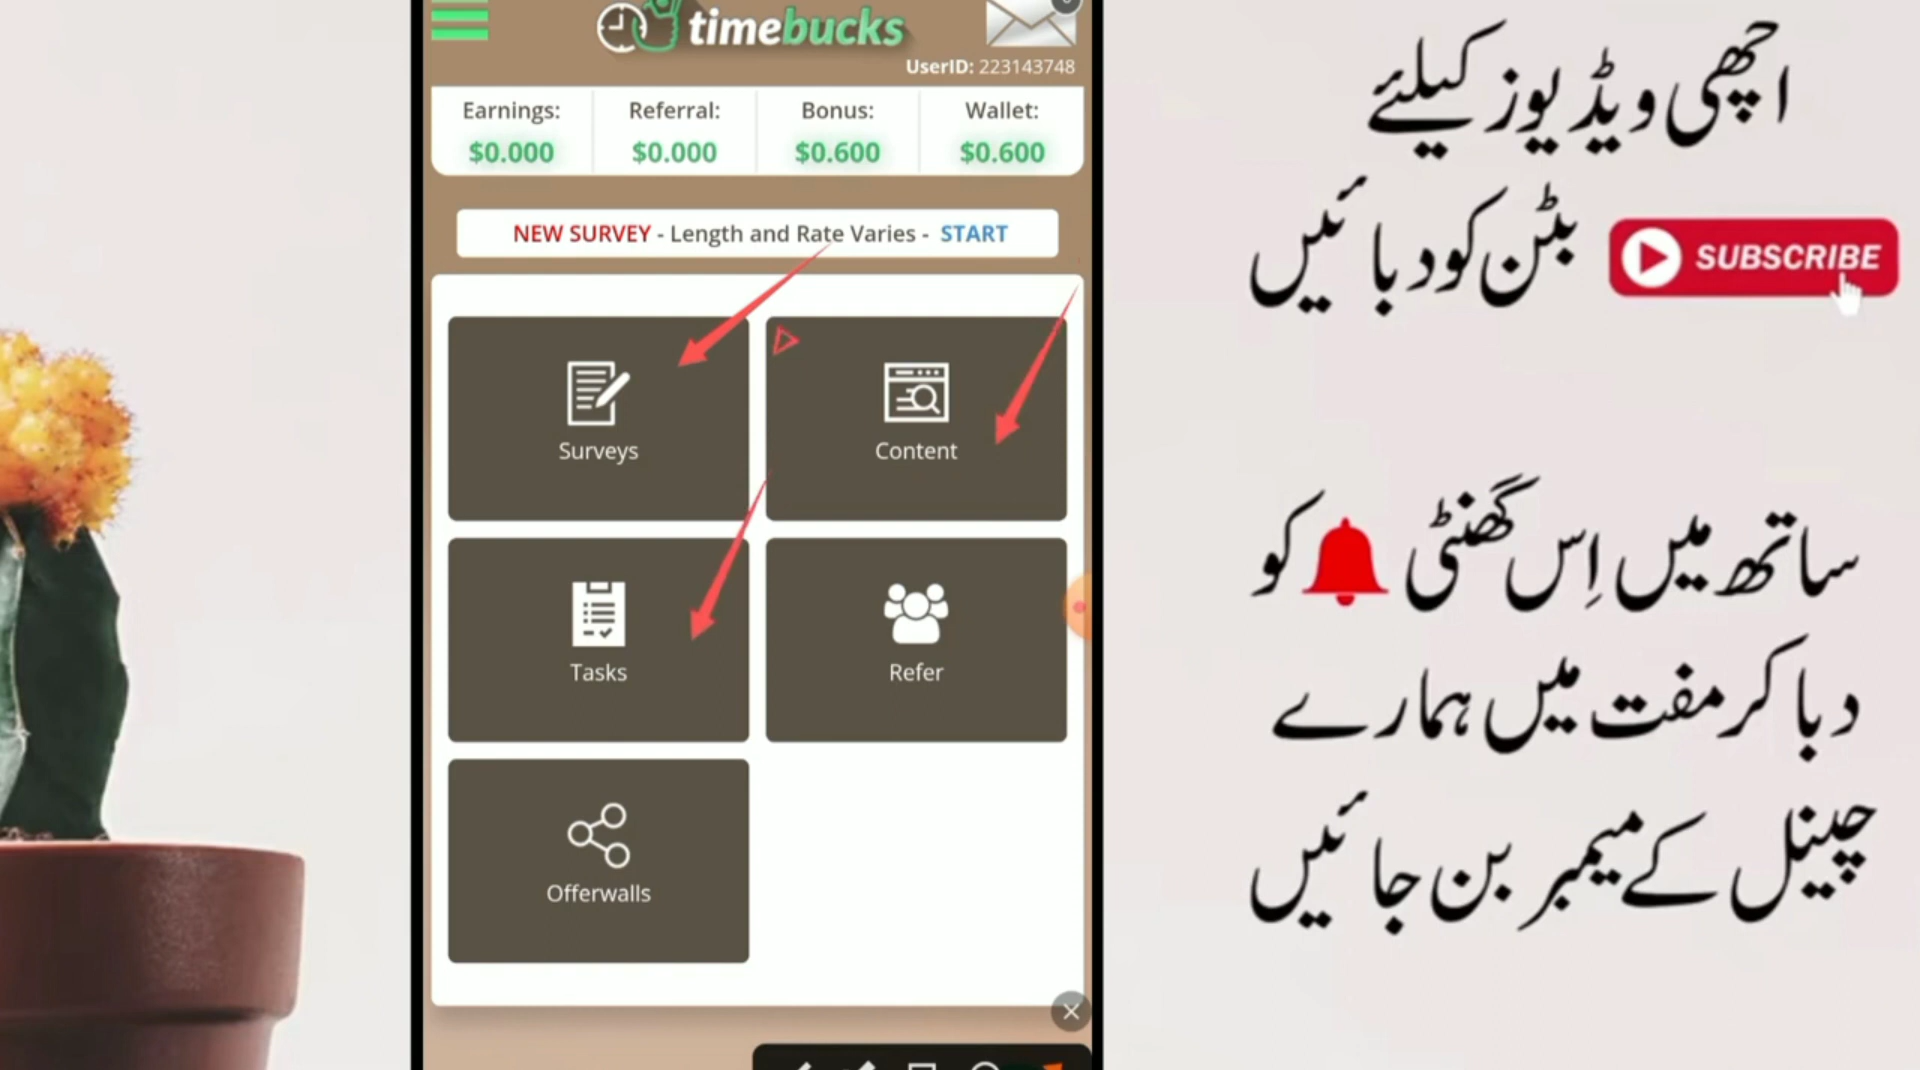 timebucks
UserID: 223143748
Earnings: Referral: Bonus: Wallet:
$0.000 $0.000 $0.600 $0.600
NEW SURVEY - Length and Rate Varies - START
Surveys
Content
Tasks
Refer
Offerwalls
اچھی ویڈیوز کیلئے
SUBSCRIBE بٹن کو دبائیں
ساتھ میں اِس گھنٹی کو
دبا کر مفت میں ہمارے
چینل کے میمبر بن جائیں